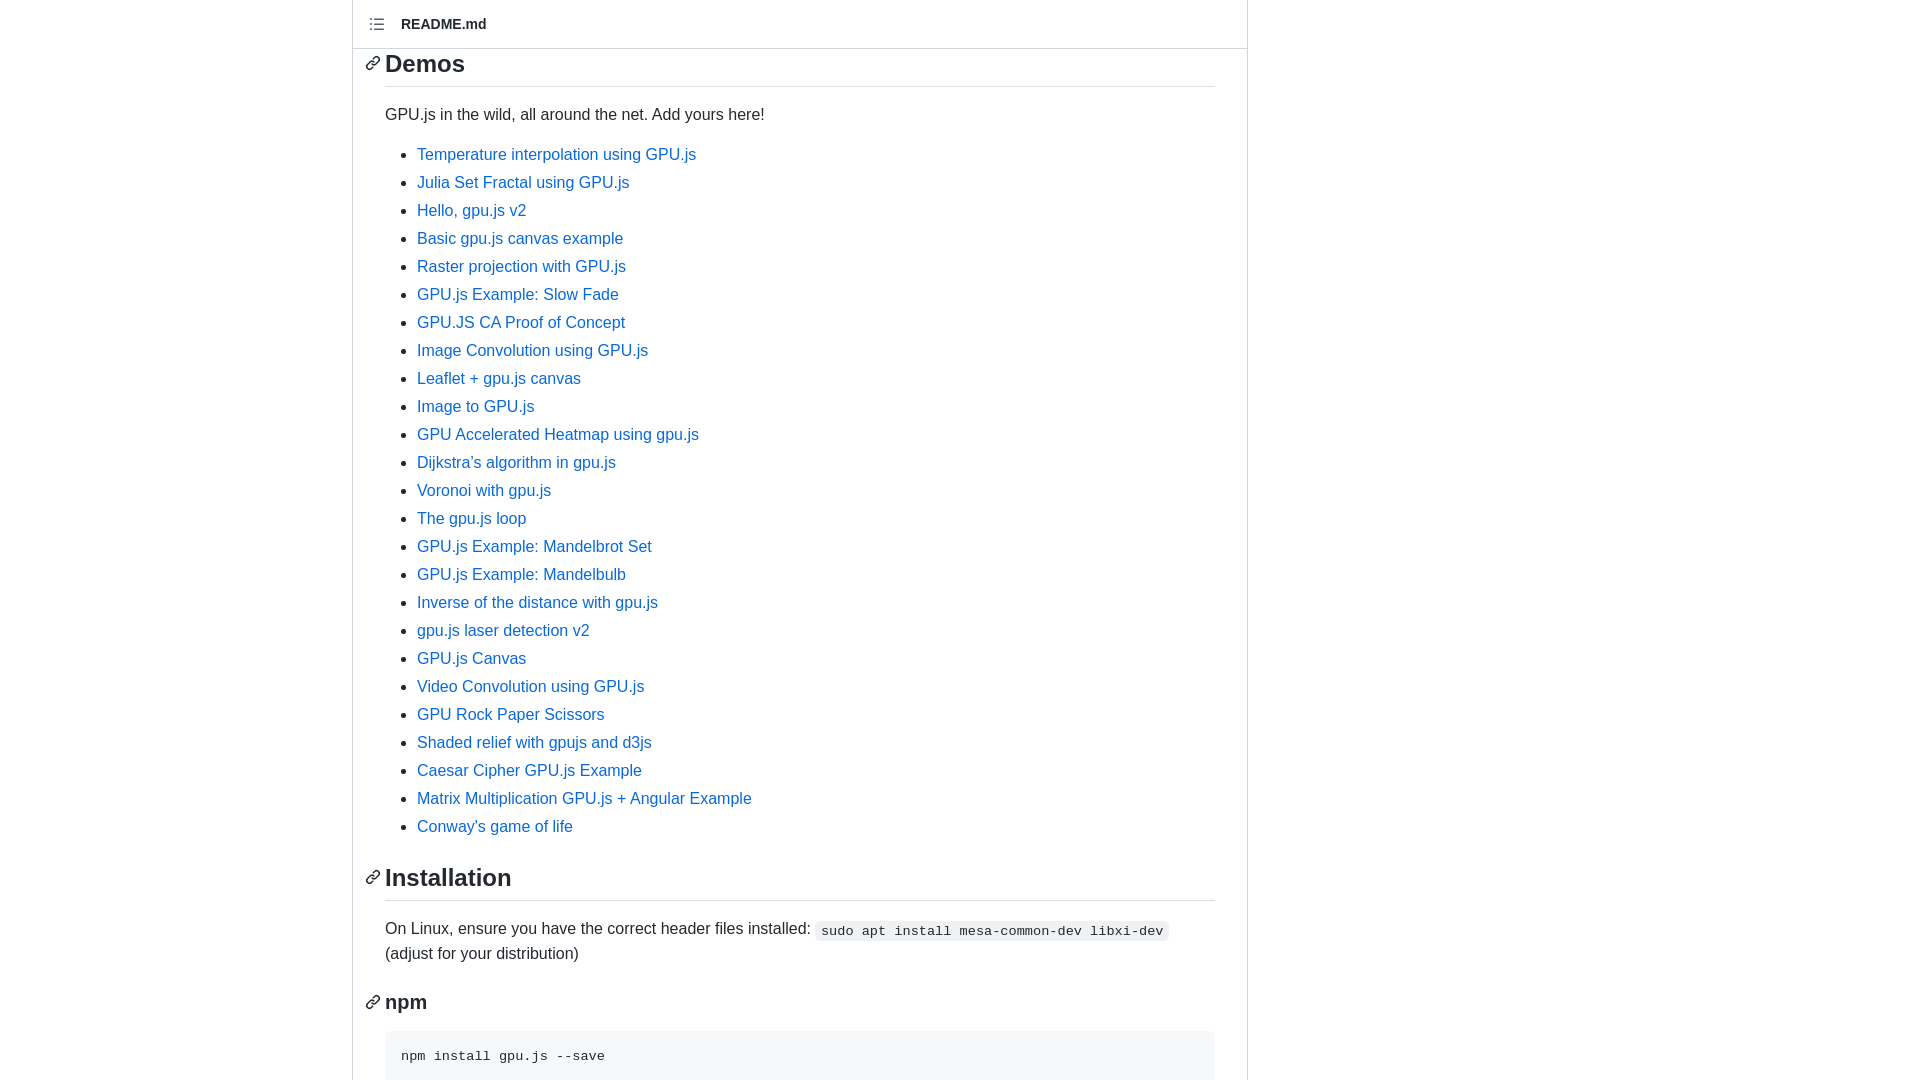 README.md
Demos
GPU.js in the wild, all around the net. Add yours here!
Temperature interpolation using GPU.js
Julia Set Fractal using GPU.js
Hello, gpu.js v2
Basic gpu.js canvas example
Raster projection with GPU.js
GPU.js Example: Slow Fade
GPU.JS CA Proof of Concept
Image Convolution using GPU.js
Leaflet + gpu.js canvas
Image to GPU.js
GPU Accelerated Heatmap using gpu.js
Dijkstra’s algorithm in gpu.js
Voronoi with gpu.js
The gpu.js loop
GPU.js Example: Mandelbrot Set
GPU.js Example: Mandelbulb
Inverse of the distance with gpu.js
gpu.js laser detection v2
GPU.js Canvas
Video Convolution using GPU.js
GPU Rock Paper Scissors
Shaded relief with gpujs and d3js
Caesar Cipher GPU.js Example
Matrix Multiplication GPU.js + Angular Example
Conway's game of life
Installation
On Linux, ensure you have the correct header files installed: sudo apt install mesa-common-dev libxi-dev
(adjust for your distribution)
npm
npm install gpu.js --save